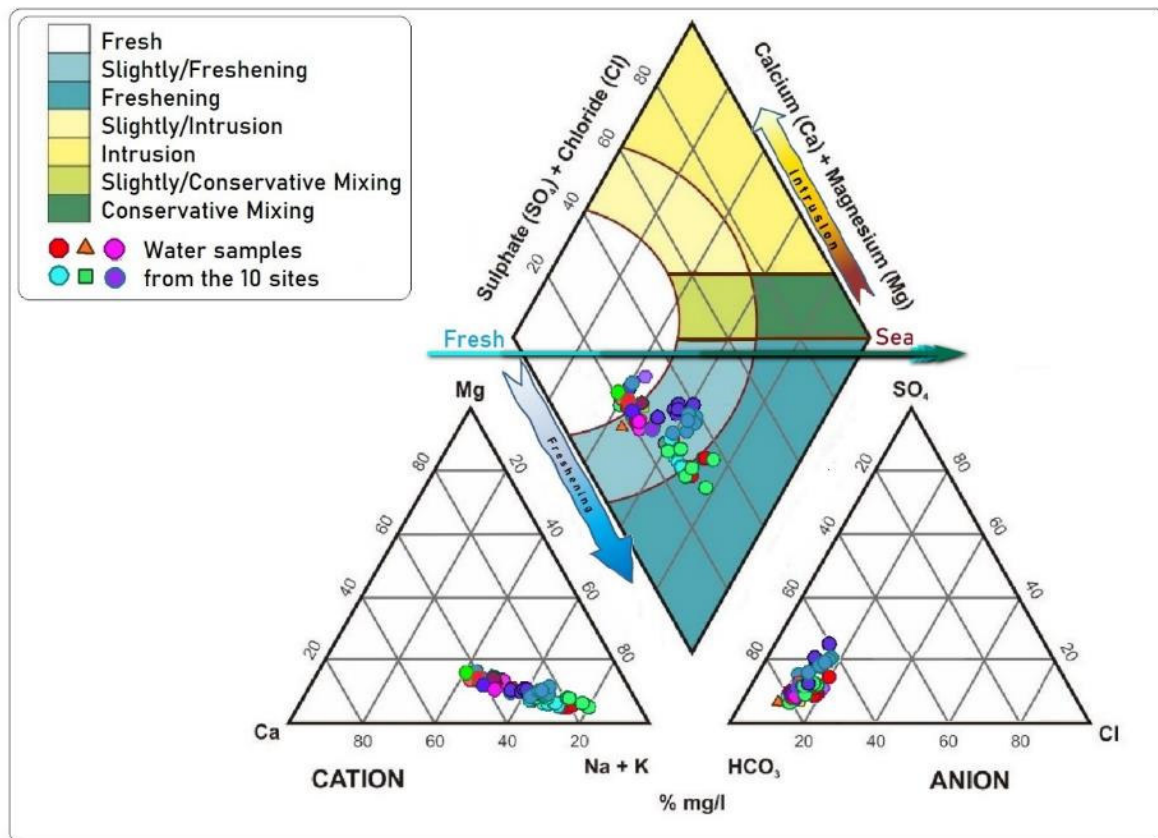 Fresh
Slightly/Freshening
Freshening
Slightly/Intrusion
Intrusion
Slightly/Conservative Mixing
Conservative Mixing
Water samples
from the 10 sites
Sulphate (SO₄) + Chloride (Cl)
20
40
60
80
Calcium (Ca) + Magnesium (Mg)
Intrusion
Fresh
Sea
Freshening
Mg
80
60
40
20
20
40
60
80
Ca
80
60
40
20
Na + K
CATION
SO₄
80
60
40
20
20
40
60
80
HCO₃
20
40
60
80
Cl
ANION
% mg/l